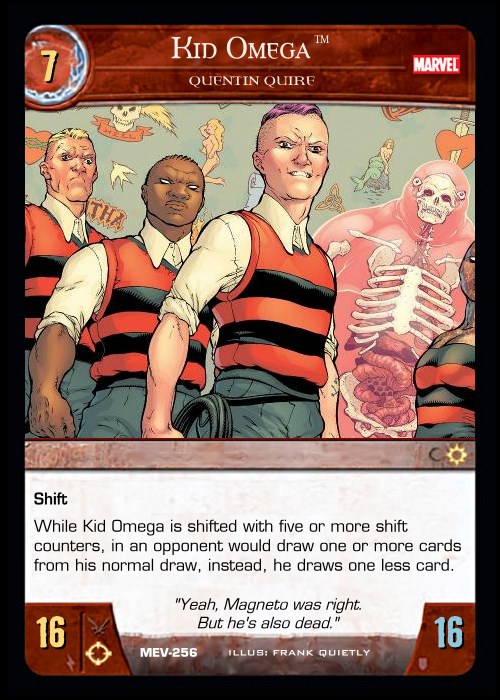 7
KID OMEGA™
MARVEL
QUENTIN QUIRE
THA
Shift
While Kid Omega is shifted with five or more shift
counters, in an opponent would draw one or more cards
from his normal draw, instead, he draws one less card.
"Yeah, Magneto was right.
But he's also dead."
16
MEV-256 ILLUS: FRANK QUIETLY
16